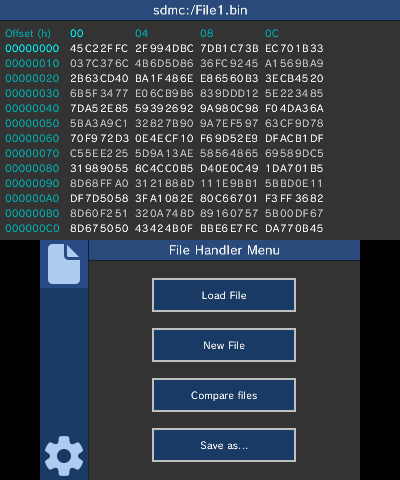 sdmc:/File1.bin
Offset (h) 00 04 08 0C
00000000 45C22FFC 2F994DBC 7DB1C73B EC701B33
00000010 037C376C 4B6D5D86 36FC9245 A1569BA9
00000020 2B63CD40 BA1F486E E86560B3 3ECB4520
00000030 6B5F3477 E06CB9B6 839DDD12 5E223485
00000040 7DA52E85 59392692 9A980C98 F04DA36A
00000050 5BA3A9C1 32827B90 9A7EF597 63CF9D78
00000060 70F972D3 0E4ECF10 F69D52E9 DFACB1DF
00000070 C55EE225 5D9A13AE 58564865 69589DC5
00000080 31989055 8C4CC0B5 D40E0C49 1DA701B5
00000090 8D68FFA0 3121888D 111E9BB1 5BBD0E11
000000A0 DF7D5058 3FA1082E 80C66701 F3FF3682
000000B0 8D60F251 320A748D 89160757 5B00DF67
000000C0 8D675050 43424B0F BBE6E7FC DA770B45
File Handler Menu
Load File
New File
Compare files
Save as...